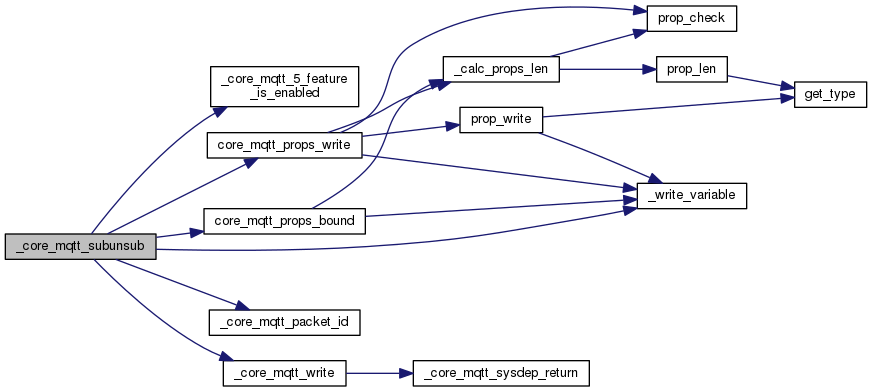 prop_check
_calc_props_len
prop_len
_core_mqtt_5_feature
_is_enabled
get_type
prop_write
core_mqtt_props_write
_write_variable
core_mqtt_props_bound
_core_mqtt_subunsub
_core_mqtt_packet_id
_core_mqtt_write
_core_mqtt_sysdep_return